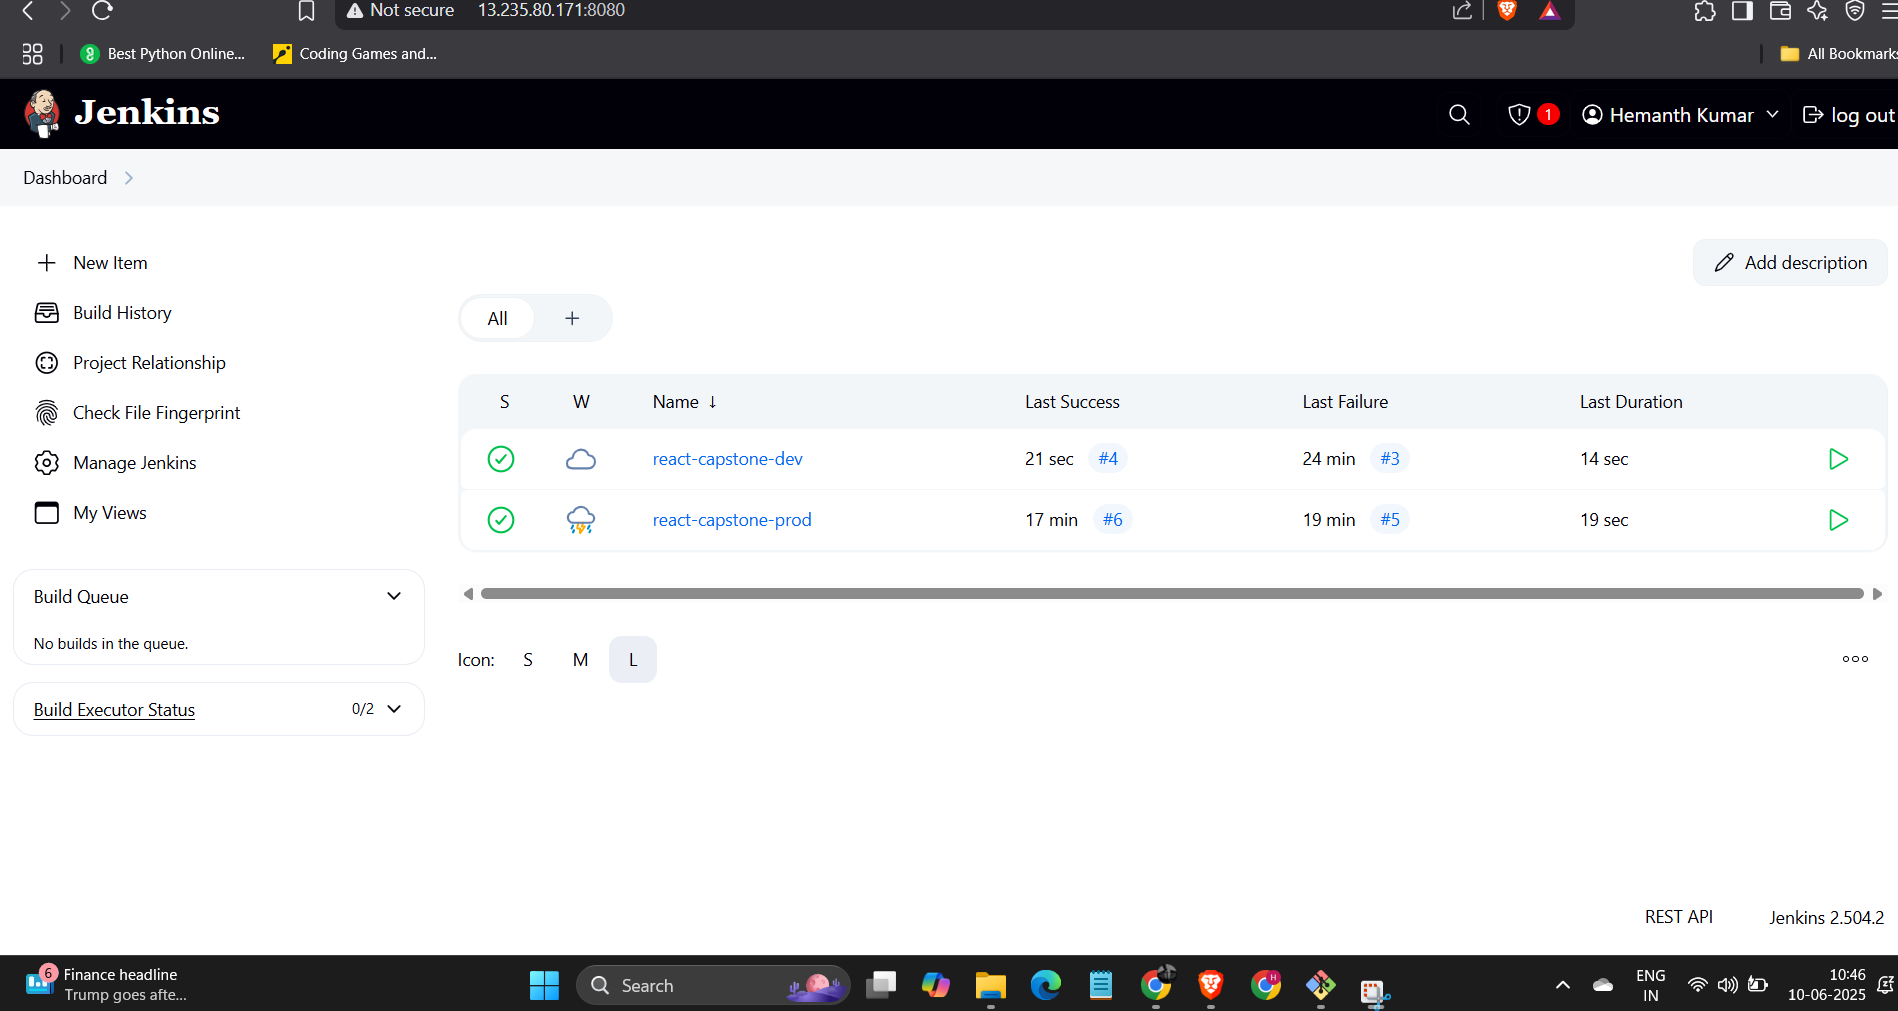 Not secure 13.235.80.171:8080
Best Python Online... Coding Games and... All Bookmarks
Jenkins 1 Hemanth Kumar log out
Dashboard
New Item
Add description
Build History
All +
Project Relationship
Check File Fingerprint
Manage Jenkins
My Views
S W Name ↓ Last Success Last Failure Last Duration
react-capstone-dev 21 sec #4 24 min #3 14 sec
react-capstone-prod 17 min #6 19 min #5 19 sec
Build Queue
No builds in the queue.
Build Executor Status 0/2
Icon: S M L
REST API Jenkins 2.504.2
6 Finance headline
Trump goes afte...
Search
H
ENG
IN
10:46
10-06-2025